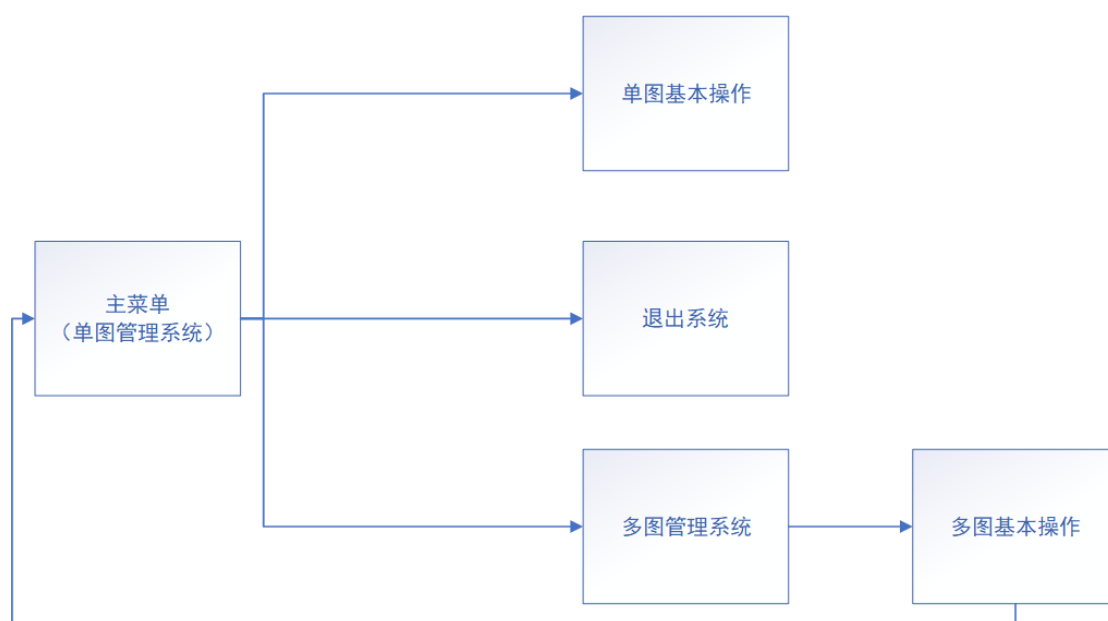 单图基本操作
主菜单
（单图管理系统）
退出系统
多图管理系统
多图基本操作